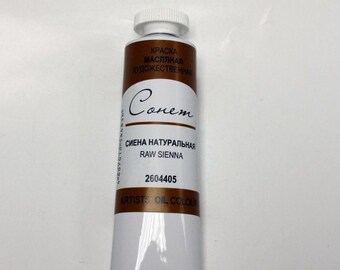 КРАСКА
МАСЛЯНАЯ
ХУДОЖЕСТВЕННАЯ
Сонет
СИЕНА НАТУРАЛЬНАЯ
RAW SIENNA
2604405
ARTISTS' OIL COLOUR